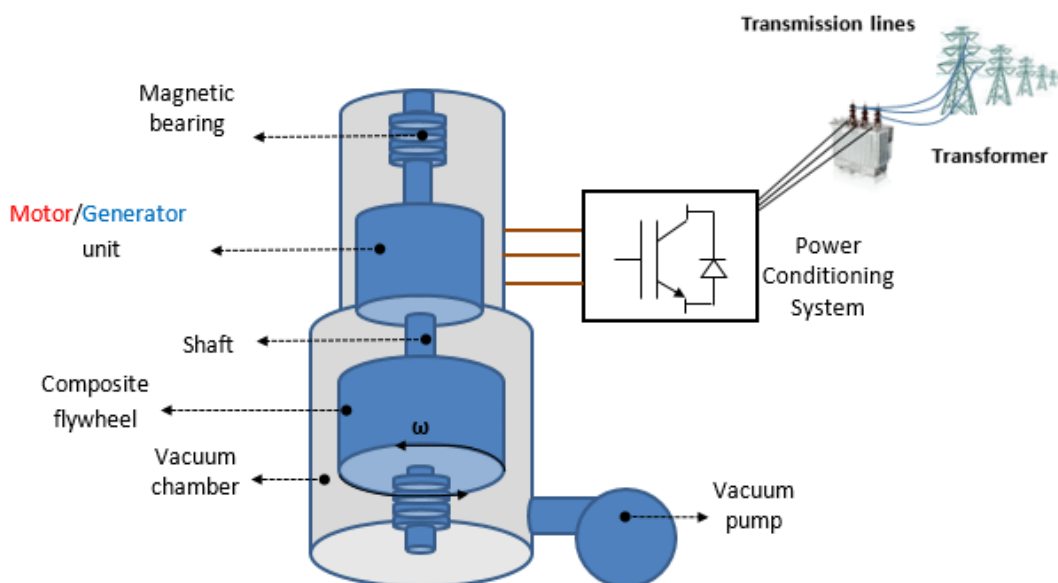 Transmission lines
Magnetic
bearing
Transformer
Motor/Generator
unit
Power
Conditioning
System
Shaft
Composite
flywheel
ω
Vacuum
chamber
Vacuum
pump